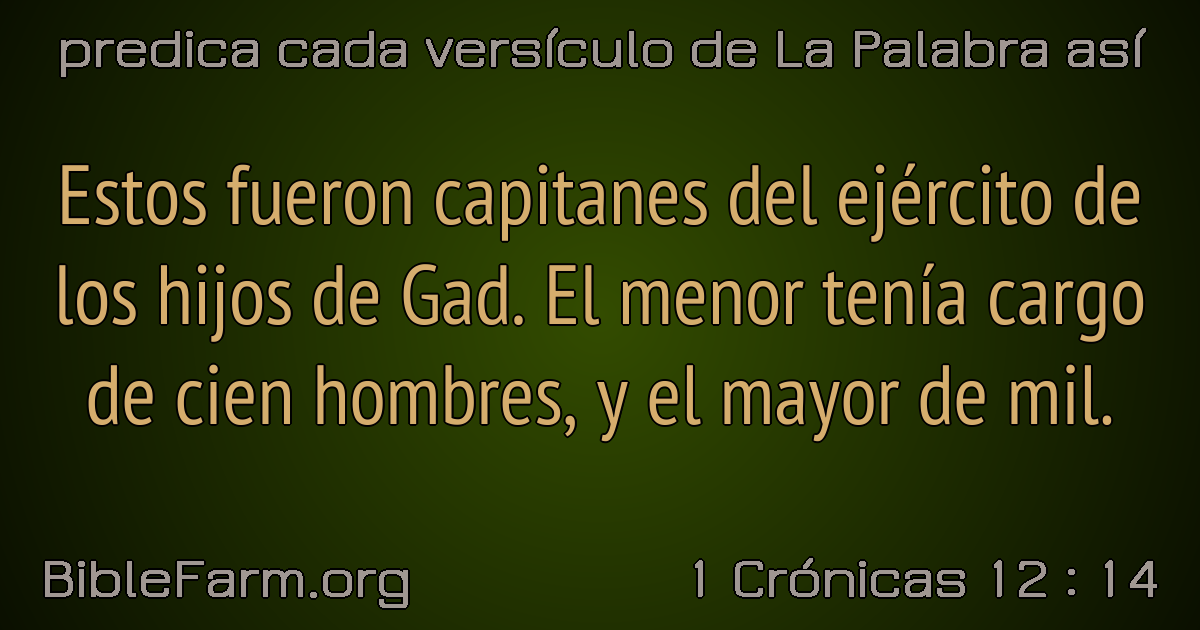 predica cada versículo de La Palabra así
Estos fueron capitanes del ejército de
los hijos de Gad. El menor tenía cargo
de cien hombres, y el mayor de mil.
BibleFarm.org
1 Crónicas 12 : 14